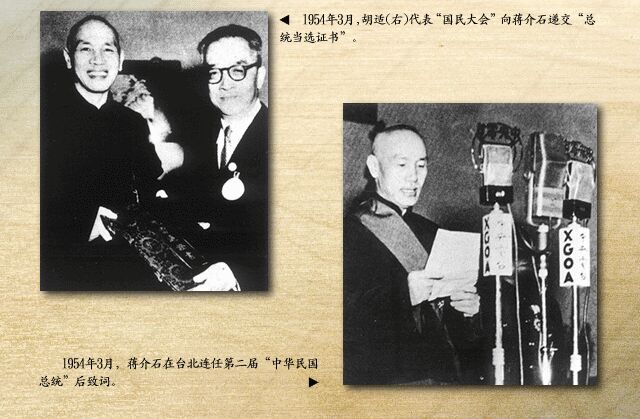 ◀ 1954年3月,胡适(右)代表“国民大会”向蒋介石递交“总
统当选证书”。
XGOA
XGOA
1954年3月，蒋介石在台北连任第二届“中华民国
总统”后致词。 ▶